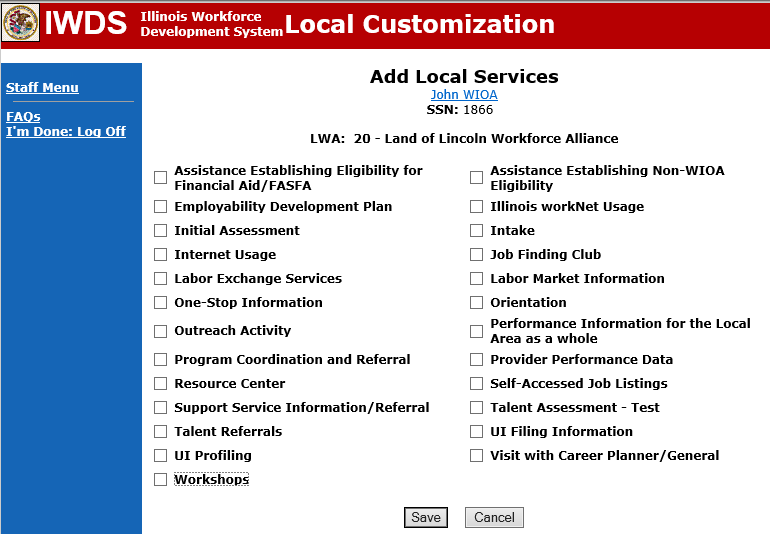 IWDS
Illinois Workforce
Development System
Local Customization
Staff Menu
FAQs
I'm Done: Log Off
Add Local Services
John WIOA
SSN: 1866
LWA: 20 - Land of Lincoln Workforce Alliance
Assistance Establishing Eligibility for
Financial Aid/FASFA
Assistance Establishing Non-WIOA
Eligibility
Employability Development Plan
Illinois workNet Usage
Initial Assessment
Intake
Internet Usage
Job Finding Club
Labor Exchange Services
Labor Market Information
One-Stop Information
Orientation
Outreach Activity
Performance Information for the Local
Area as a whole
Program Coordination and Referral
Provider Performance Data
Resource Center
Self-Accessed Job Listings
Support Service Information/Referral
Talent Assessment - Test
Talent Referrals
UI Filing Information
UI Profiling
Visit with Career Planner/General
Workshops
Save
Cancel